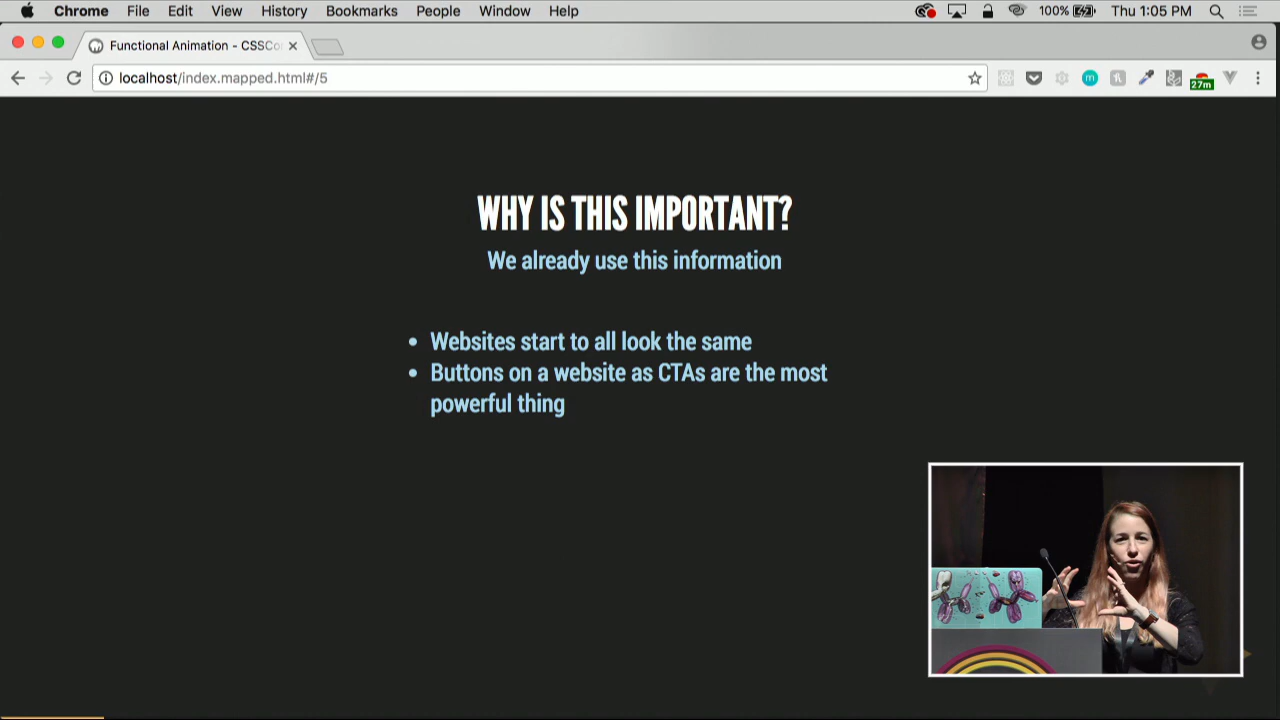 Chrome File Edit View History Bookmarks People Window Help 100% Thu 1:05 PM
Functional Animation - CSSCo
localhost/index.mapped.html#/5
27m
WHY IS THIS IMPORTANT?
We already use this information
Websites start to all look the same
Buttons on a website as CTAs are the most
powerful thing